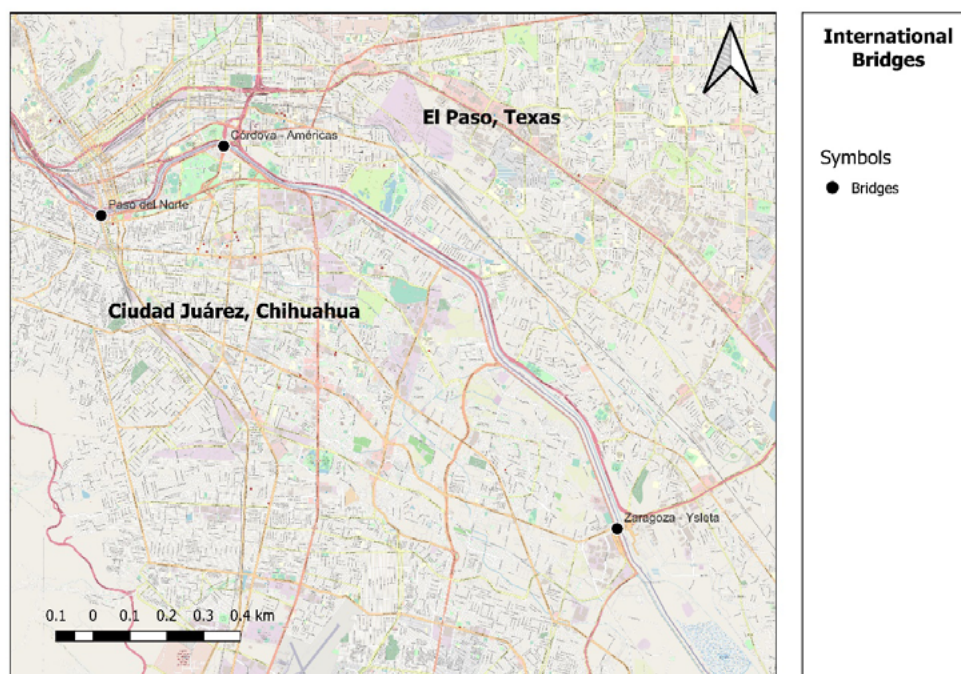 International
Bridges
El Paso, Texas
Córdova - Américas
Symbols
Bridges
Paso del Norte
Ciudad Juárez, Chihuahua
Zaragoza - Ysleta
0.1 0 0.1 0.2 0.3 0.4 km